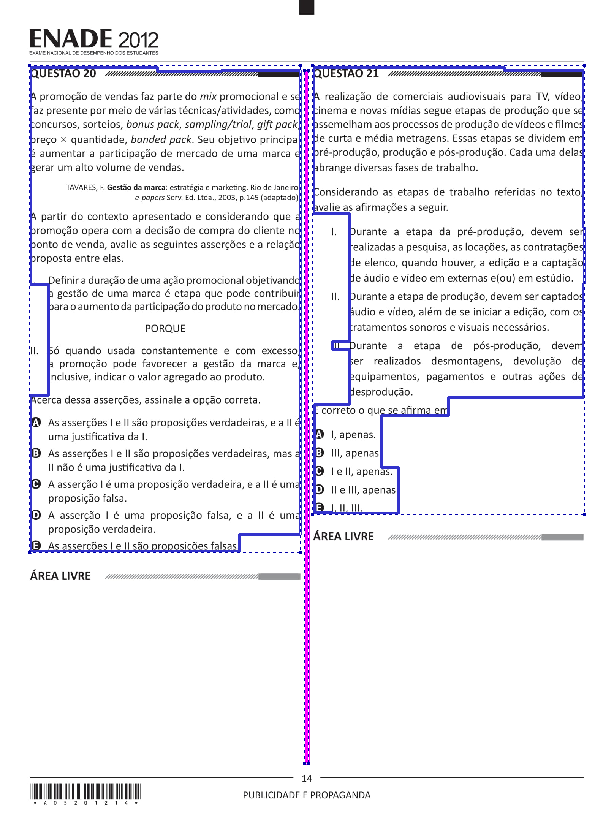 ENADE 2012
EXAME NACIONAL DE DESEMPENHO DOS ESTUDANTES
QUESTÃO 20
A promoção de vendas faz parte do mix promocional e se
faz presente por meio de várias técnicas/atividades, como
concursos, sorteios, bonus pack, sampling/trial, gift pack,
preço × quantidade, bonded pack. Seu objetivo principal
é aumentar a participação de mercado de uma marca e
gerar um alto volume de vendas.
TAVARES, F. Gestão da marca: estratégia e marketing. Rio de Janeiro:
e-papers Serv. Ed. Ltda., 2003, p.145 (adaptado).
A partir do contexto apresentado e considerando que a
promoção opera com a decisão de compra do cliente no
ponto de venda, avalie as seguintes asserções e a relação
proposta entre elas.
Definir a duração de uma ação promocional objetivando
a gestão de uma marca é etapa que pode contribuir
para o aumento da participação do produto no mercado.
PORQUE
II. Só quando usada constantemente e com excesso,
a promoção pode favorecer a gestão da marca e,
inclusive, indicar o valor agregado ao produto.
Acerca dessa asserções, assinale a opção correta.
A As asserções I e II são proposições verdadeiras, e a II é
uma justificativa da I.
B As asserções I e II são proposições verdadeiras, mas a
II não é uma justificativa da I.
C A asserção I é uma proposição verdadeira, e a II é uma
proposição falsa.
D A asserção I é uma proposição falsa, e a II é uma
proposição verdadeira.
E As asserções I e II são proposições falsas.
ÁREA LIVRE
QUESTÃO 21
A realização de comerciais audiovisuais para TV, vídeo,
cinema e novas mídias segue etapas de produção que se
assemelham aos processos de produção de vídeos e filmes
de curta e média metragens. Essas etapas se dividem em
pré-produção, produção e pós-produção. Cada uma delas
abrange diversas fases de trabalho.
Considerando as etapas de trabalho referidas no texto,
avalie as afirmações a seguir.
I. Durante a etapa da pré-produção, devem ser
realizadas a pesquisa, as locações, as contratações
de elenco, quando houver, a edição e a captação
de áudio e vídeo em externas e(ou) em estúdio.
II. Durante a etapa de produção, devem ser captados
áudio e vídeo, além de se iniciar a edição, com os
tratamentos sonoros e visuais necessários.
III. Durante a etapa de pós-produção, devem
ser realizados desmontagens, devolução de
equipamentos, pagamentos e outras ações de
desprodução.
É correto o que se afirma em
A I, apenas.
B III, apenas.
C I e II, apenas.
D II e III, apenas.
E I, II, III.
ÁREA LIVRE
14
PUBLICIDADE E PROPAGANDA
*A0320121 4*